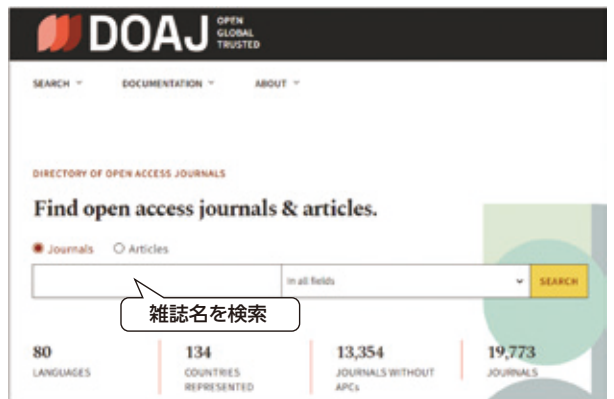 DOAJ
OPEN
GLOBAL
TRUSTED
SEARCH DOCUMENTATION ABOUT
DIRECTORY OF OPEN ACCESS JOURNALS
Find open access journals & articles.
Journals Articles
In all fields SEARCH
雑誌名を検索
80 134 13,354 19,773
LANGUAGES COUNTRIES JOURNALS WITHOUT JOURNALS
REPRESENTED APCs